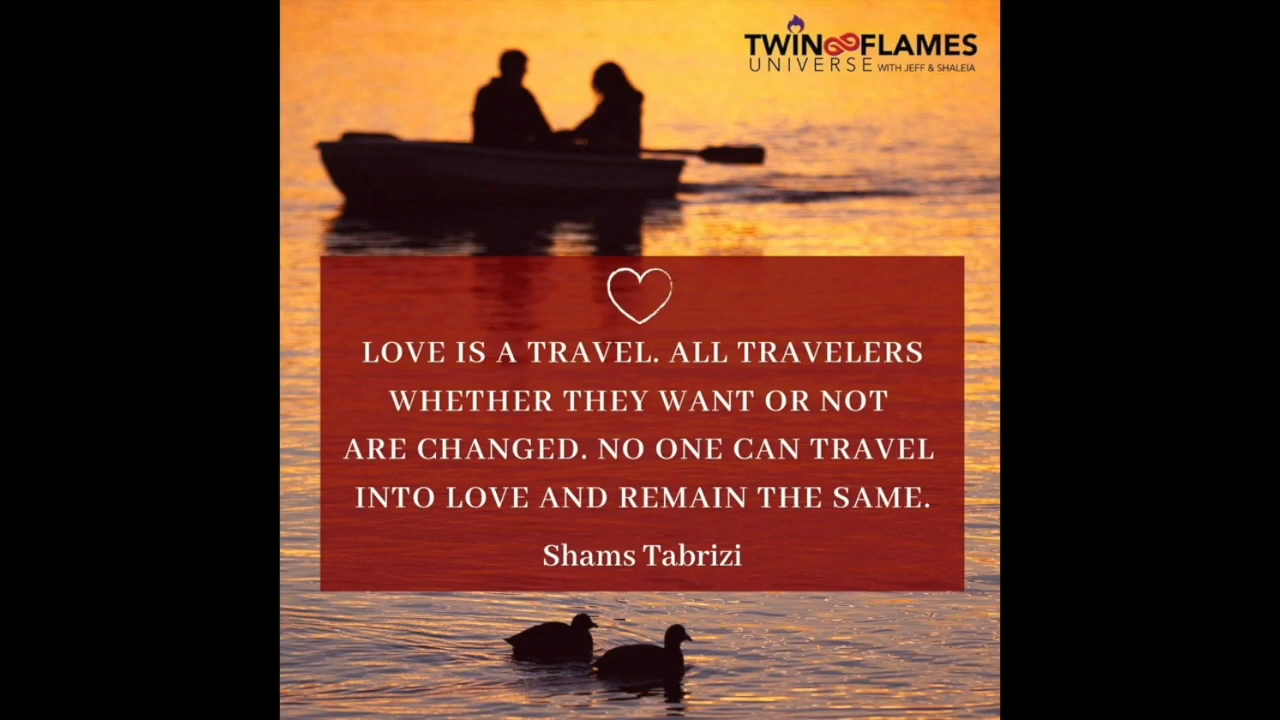 TWIN FLAMES
UNIVERSE WITH JEFF & SHALEIA
LOVE IS A TRAVEL. ALL TRAVELERS
WHETHER THEY WANT OR NOT
ARE CHANGED. NO ONE CAN TRAVEL
INTO LOVE AND REMAIN THE SAME.
Shams Tabrizi